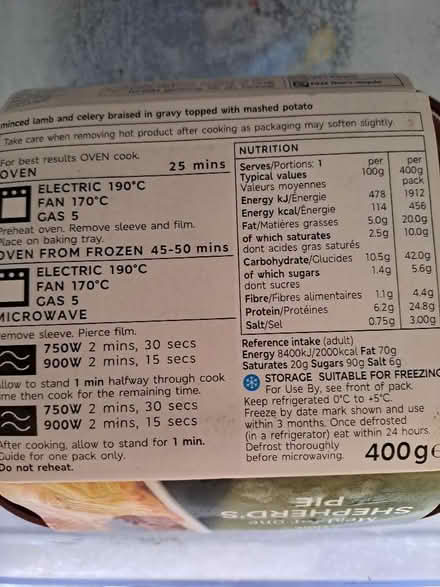 minced lamb and celery braised in gravy topped with mashed potato
Take care when removing hot product after cooking as packaging may soften slightly.
For best results OVEN cook.
OVEN 25 mins
ELECTRIC 190°C
FAN 170°C
GAS 5
Preheat oven. Remove sleeve and film.
Place on baking tray.
OVEN FROM FROZEN 45-50 mins
ELECTRIC 190°C
FAN 170°C
GAS 5
MICROWAVE
Remove sleeve. Pierce film.
750W 2 mins, 30 secs
900W 2 mins, 15 secs
Allow to stand 1 min halfway through cook
time then cook for the remaining time.
750W 2 mins, 30 secs
900W 2 mins, 15 secs
After cooking, allow to stand for 1 min.
Guide for one pack only.
Do not reheat.
NUTRITION
Serves/Portions: 1 per per
Typical values 100g 400g
Valeurs moyennes pack
Energy kJ/Énergie 478 1912
Energy kcal/Énergie 114 456
Fat/Matières grasses 5.0g 20.0g
of which saturates 2.5g 10.0g
dont acides gras saturés
Carbohydrate/Glucides 10.5g 42.0g
of which sugars 1.4g 5.6g
dont sucres
Fibre/Fibres alimentaires 1.1g 4.4g
Protein/Protéines 6.2g 24.8g
Salt/Sel 0.75g 3.00g
Reference intake (adult)
Energy 8400kJ/2000kcal Fat 70g
Saturates 20g Sugars 90g Salt 6g
STORAGE SUITABLE FOR FREEZING
For Use By, see front of pack.
Keep refrigerated 0°C to +5°C.
Freeze by date mark shown and use
within 3 months. Once defrosted
(in a refrigerator) eat within 24 hours.
Defrost thoroughly
before microwaving.
400g℮
SHEPHERD'S
PIE